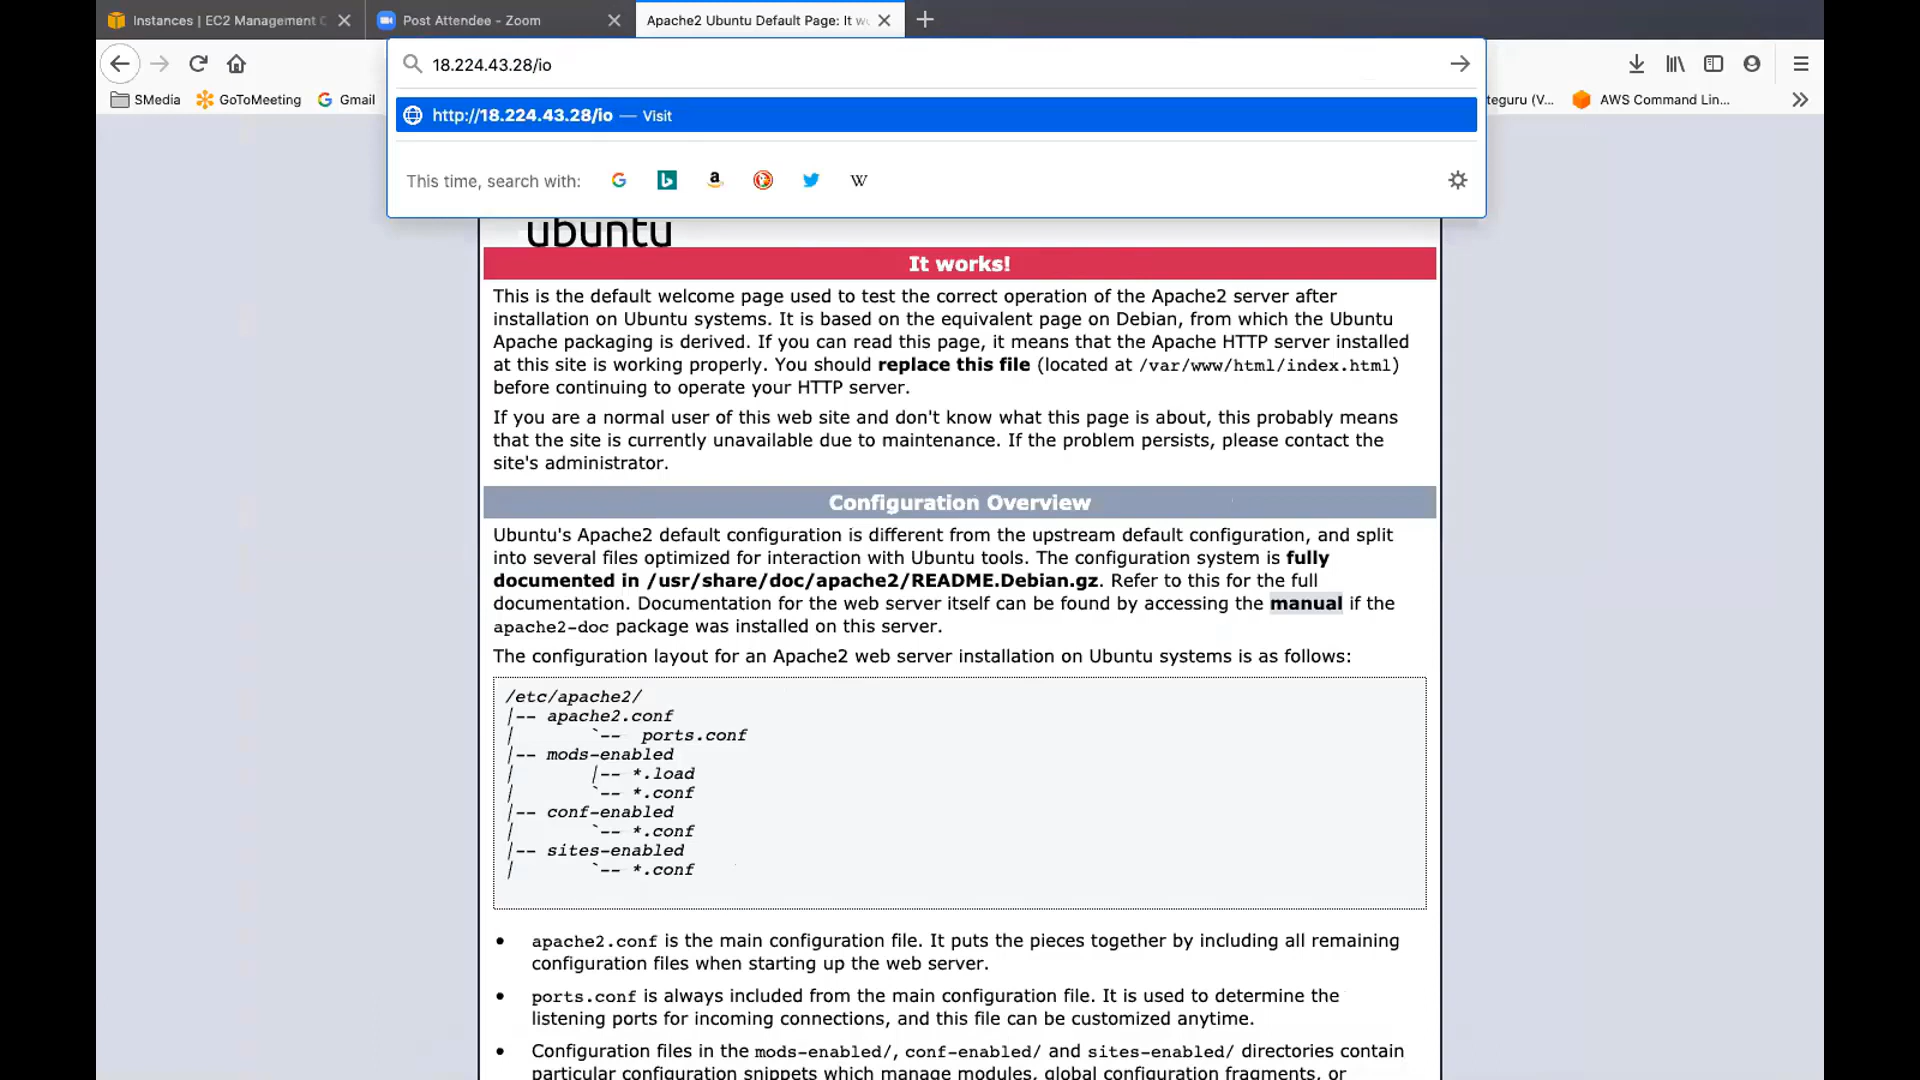 Instances | EC2 Management C
Post Attendee - Zoom
Apache2 Ubuntu Default Page: It wo
18.224.43.28/io
SMedia
GoToMeeting
Gmail
http://18.224.43.28/io — Visit
teguru (V...
AWS Command Lin...
This time, search with:
ubuntu
It works!
This is the default welcome page used to test the correct operation of the Apache2 server after
installation on Ubuntu systems. It is based on the equivalent page on Debian, from which the Ubuntu
Apache packaging is derived. If you can read this page, it means that the Apache HTTP server installed
at this site is working properly. You should replace this file (located at /var/www/html/index.html)
before continuing to operate your HTTP server.
If you are a normal user of this web site and don't know what this page is about, this probably means
that the site is currently unavailable due to maintenance. If the problem persists, please contact the
site's administrator.
Configuration Overview
Ubuntu's Apache2 default configuration is different from the upstream default configuration, and split
into several files optimized for interaction with Ubuntu tools. The configuration system is fully
documented in /usr/share/doc/apache2/README.Debian.gz. Refer to this for the full
documentation. Documentation for the web server itself can be found by accessing the manual if the
apache2-doc package was installed on this server.
The configuration layout for an Apache2 web server installation on Ubuntu systems is as follows:
/etc/apache2/
|-- apache2.conf
|       `--  ports.conf
|-- mods-enabled
|       |-- *.load
|       `-- *.conf
|-- conf-enabled
|       `-- *.conf
|-- sites-enabled
|       `-- *.conf
• apache2.conf is the main configuration file. It puts the pieces together by including all remaining
configuration files when starting up the web server.
• ports.conf is always included from the main configuration file. It is used to determine the
listening ports for incoming connections, and this file can be customized anytime.
• Configuration files in the mods-enabled/, conf-enabled/ and sites-enabled/ directories contain
particular configuration snippets which manage modules, global configuration fragments, or